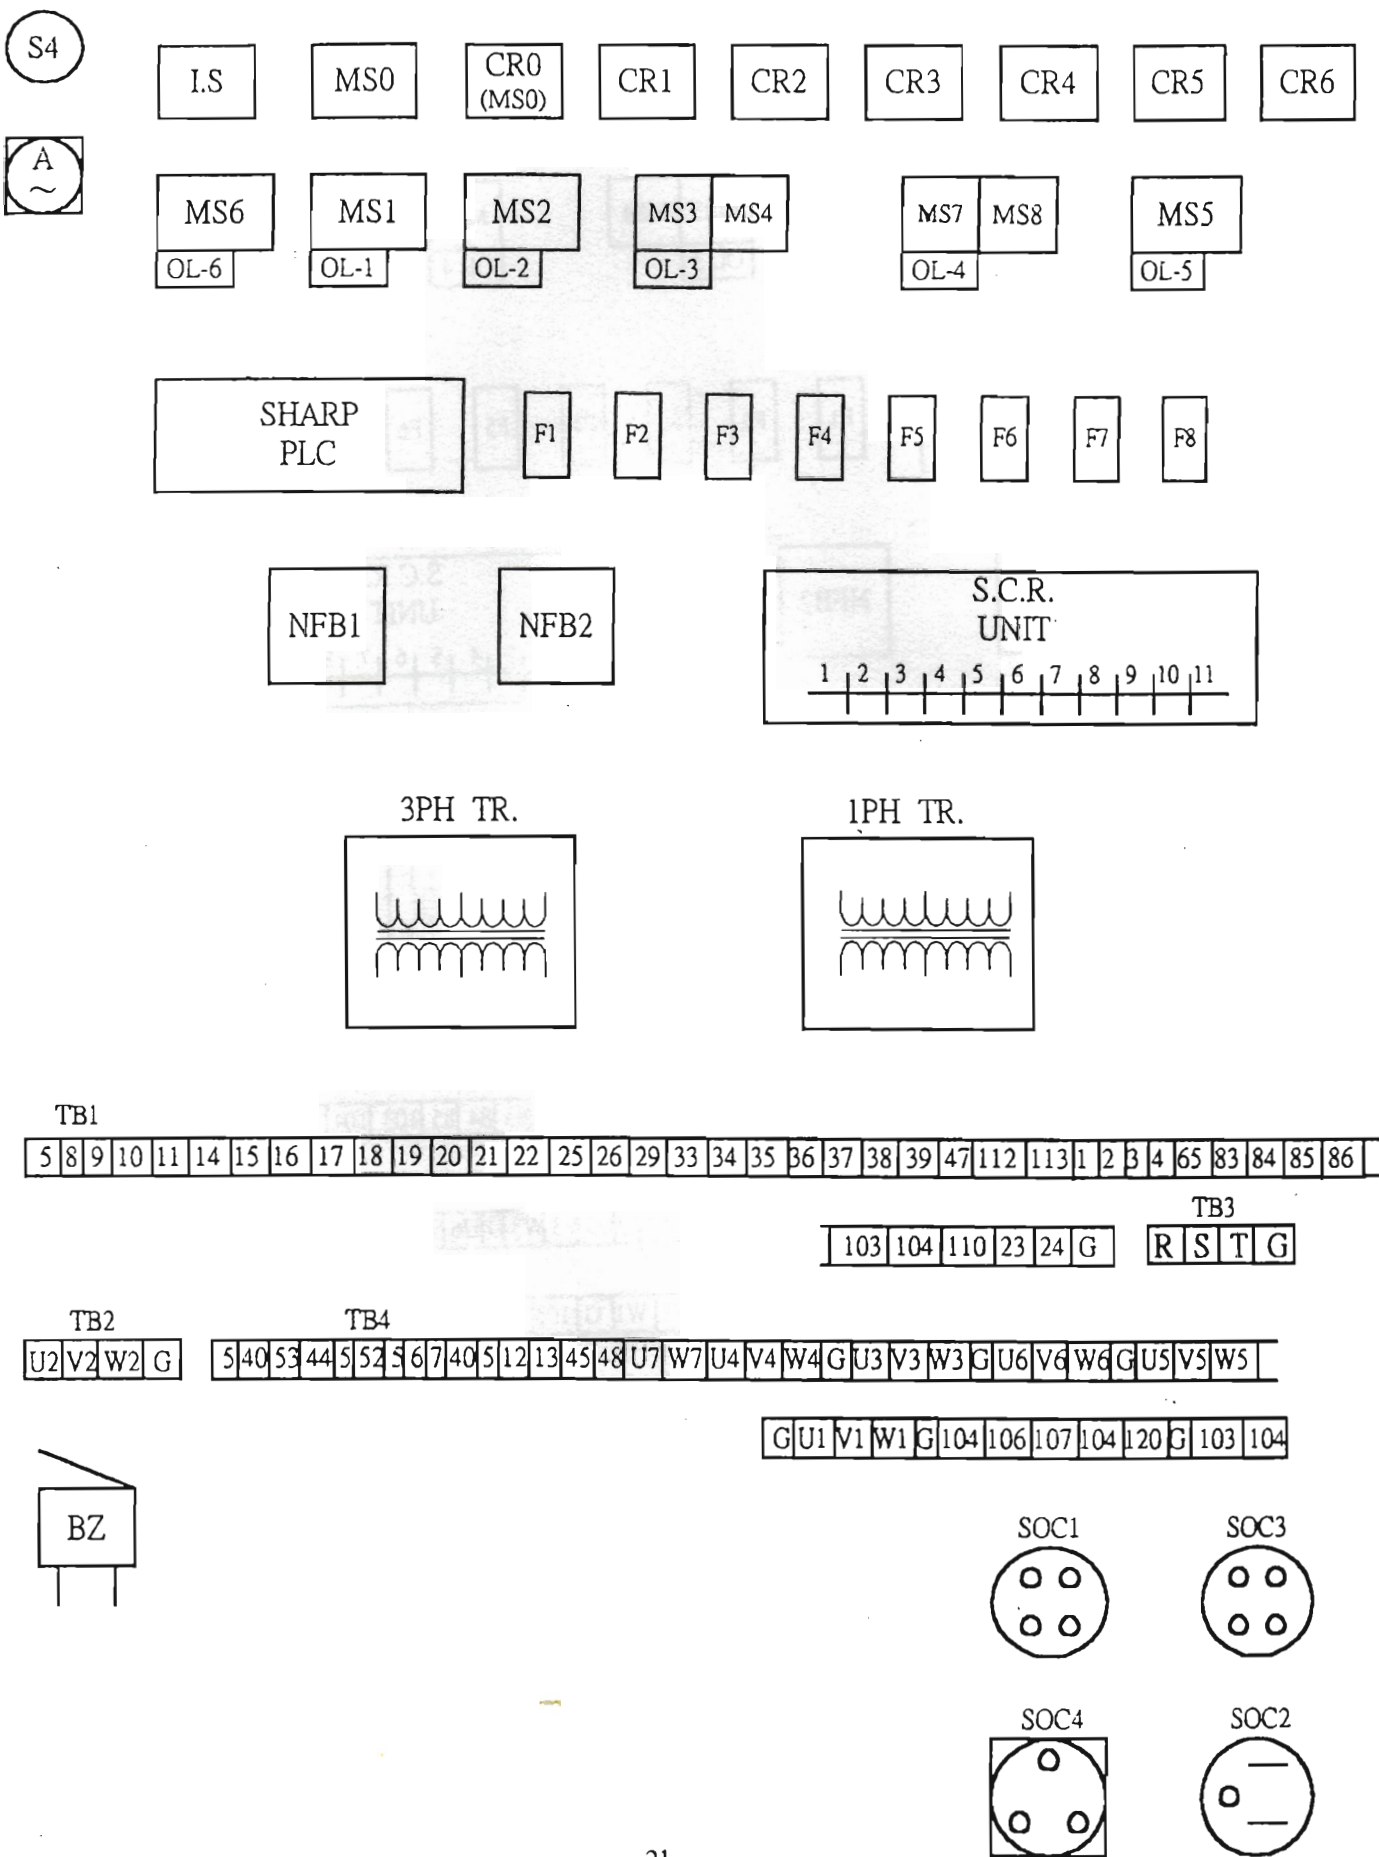 S4
I.S MS0 CR0 CR1 CR2 CR3 CR4 CR5 CR6
(MS0)
A
~
MS6 MS1 MS2 MS3 MS4 MS7 MS8 MS5
OL-6 OL-1 OL-2 OL-3 OL-4 OL-5
SHARP
PLC
F1 F2 F3 F4 F5 F6 F7 F8
NFB1 NFB2
S.C.R.
UNIT
1 2 3 4 5 6 7 8 9 10 11
3PH TR. 1PH TR.
TB1
5 8 9 10 11 14 15 16 17 18 19 20 21 22 25 26 29 33 34 35 36 37 38 39 47 112 113 1 2 3 4 65 83 84 85 86
TB3
103 104 110 23 24 G R S T G
TB2 TB4
U2 V2 W2 G 5 40 53 44 5 52 5 6 7 40 5 12 13 45 48 U7 W7 U4 V4 W4 G U3 V3 W3 G U6 V6 W6 G U5 V5 W5
G U1 V1 W1 G 104 106 107 104 120 G 103 104
BZ
SOC1 SOC3
SOC4 SOC2